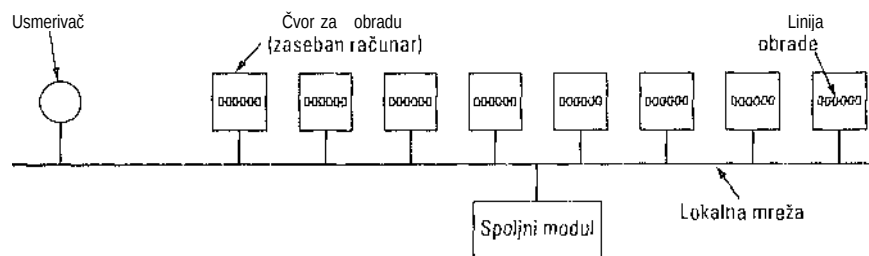 Usmerivač
Čvor za obradu
(zaseban računar)
Linija
obrade
Lokalna mreža
Spoljni modul